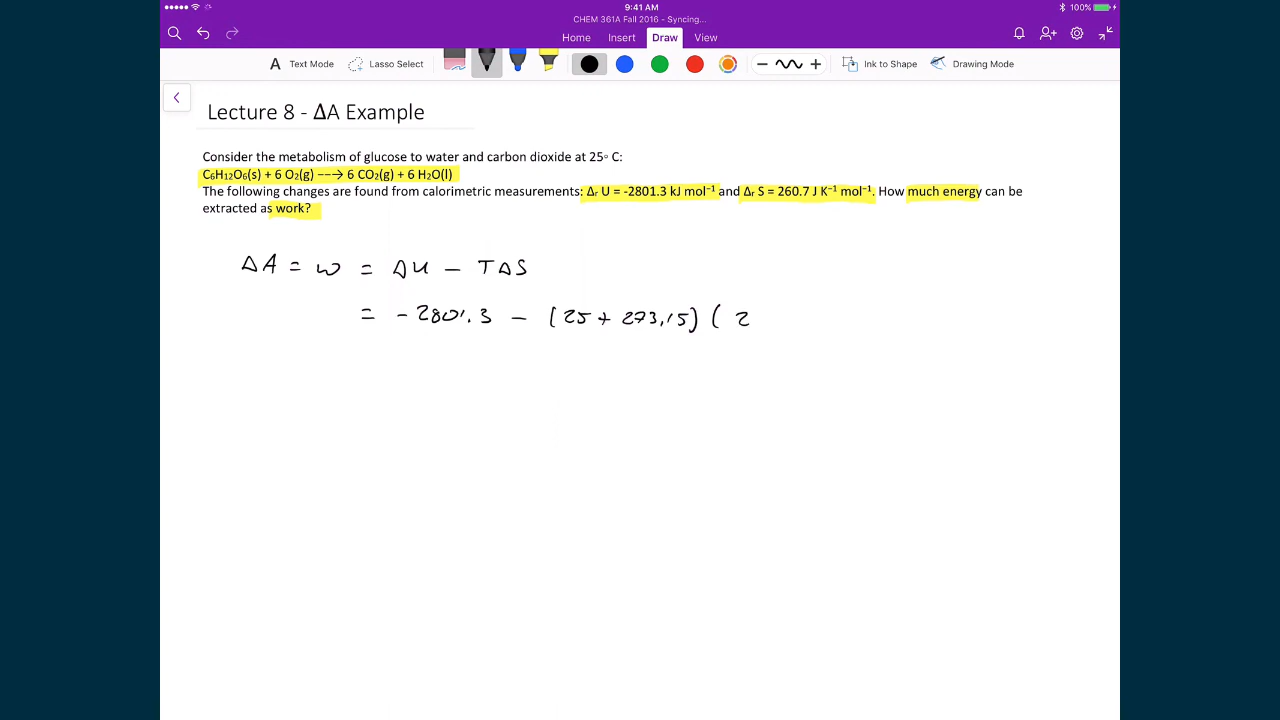 9:41 AM
100%
CHEM 361A Fall 2016 - Syncing...
Home Insert Draw View
A Text Mode Lasso Select Ink to Shape Drawing Mode
Lecture 8 - ΔA Example
Consider the metabolism of glucose to water and carbon dioxide at 25◦ C:
C₆H₁₂O₆(s) + 6 O₂(g) −−→ 6 CO₂(g) + 6 H₂O(l)
The following changes are found from calorimetric measurements: Δᵣ U = -2801.3 kJ mol⁻¹ and Δᵣ S = 260.7 J K⁻¹ mol⁻¹. How much energy can be
extracted as work?
ΔA = w = ΔU − TΔS
= -2801.3 − (25 + 273.15) ( 2